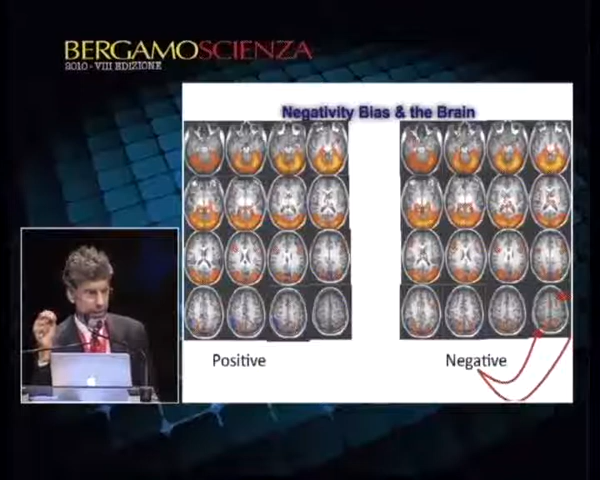 BERGAMOSCIENZA
2010 - VIII EDIZIONE
Negativity Bias & the Brain
Positive
Negative